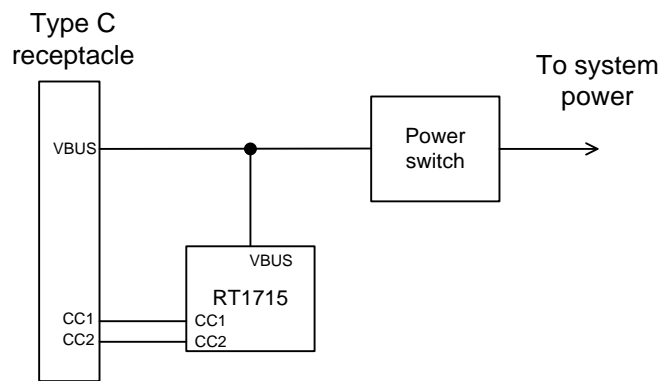 Type C
receptacle
To system
power
VBUS
Power
switch
VBUS
RT1715
CC1
CC2
CC1
CC2